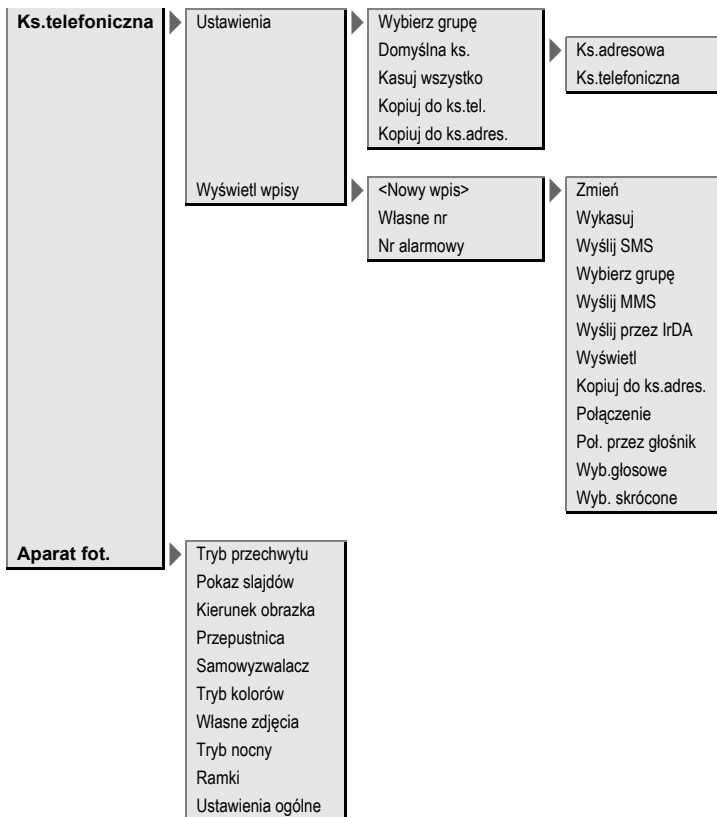 Ks.telefoniczna
Ustawienia
Wybierz grupę
Domyślna ks.
Ks.adresowa
Ks.telefoniczna
Kasuj wszystko
Kopiuj do ks.tel.
Kopiuj do ks.adres.
Wyświetl wpisy
<Nowy wpis>
Własne nr
Nr alarmowy
Zmień
Wykasuj
Wyślij SMS
Wybierz grupę
Wyślij MMS
Wyślij przez IrDA
Wyświetl
Kopiuj do ks.adres.
Połączenie
Poł. przez głośnik
Wyb.głosowe
Wyb. skrócone
Aparat fot.
Tryb przechwytu
Pokaz slajdów
Kierunek obrazka
Przepustnica
Samowyzwalacz
Tryb kolorów
Własne zdjęcia
Tryb nocny
Ramki
Ustawienia ogólne